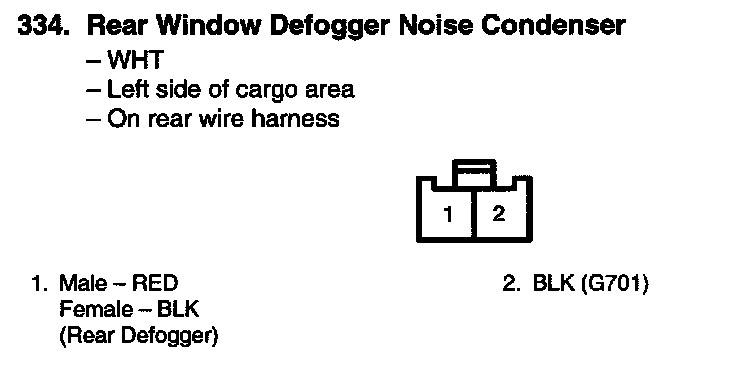 334. Rear Window Defogger Noise Condenser
– WHT
– Left side of cargo area
– On rear wire harness
1 2
1. Male – RED
Female – BLK
(Rear Defogger)
2. BLK (G701)